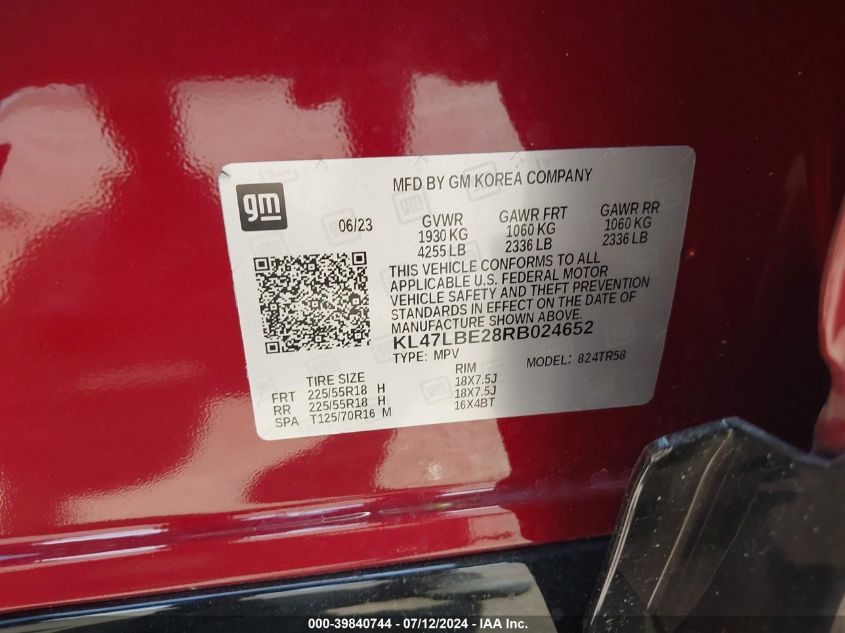 gm
MFD BY GM KOREA COMPANY
06/23
GVWR GAWR FRT GAWR RR
1930 KG 1060 KG 1060 KG
4255 LB 2336 LB 2336 LB
THIS VEHICLE CONFORMS TO ALL
APPLICABLE U.S. FEDERAL MOTOR
VEHICLE SAFETY AND THEFT PREVENTION
STANDARDS IN EFFECT ON THE DATE OF
MANUFACTURE SHOWN ABOVE.
KL47LBE28RB024652
TYPE: MPV MODEL: 824TR58
TIRE SIZE RIM
FRT 225/55R18 H 18X7.5J
RR 225/55R18 H 18X7.5J
SPA T125/70R16 M 16X4BT
000-39840744 - 07/12/2024 - IAA Inc.